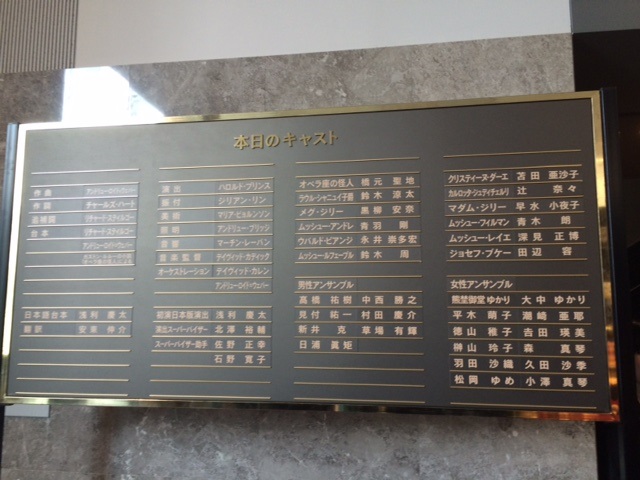 本日のキャスト
作曲 アンドリュー・ロイド=ウェバー
作詞 チャールズ・ハート
追補詞 リチャード・スティルゴー
台本 リチャード・スティルゴー
アンドリュー・ロイド=ウェバー
日本語台本 浅利 慶太
翻訳 安東 伸介
演出 ハロルド・プリンス
振付 ジリアン・リン
美術 マリア・ビョルンソン
照明 アンドリュー・ブリッジ
音響 マーチン・レーバン
音楽監督 デイヴィッド・カディック
オーケストレーション デイヴィッド・カレン
アンドリュー・ロイド=ウェバー
初演日本版演出 浅利 慶太
演出スーパーバイザー 北澤 裕輔
スーパーバイザー助手 佐野 正幸
石野 寛子
オペラ座の怪人 橋元 聖地
ラウル・シャニュイ子爵 鈴木 涼太
メグ・ジリー 黒柳 安奈
ムッシュー・アンドレ 青羽 剛
ウバルド・ピアンジ 永井 崇多宏
ムッシュー・ルフェーブル 鈴木 周
男性アンサンブル
高橋 祐樹 中西 勝之
見付 祐一 村田 慶介
新井 克 草場 有輝
日浦 眞矩
クリスティーヌ・ダーエ 苫田 亜沙子
カルロッタ・ジュディチェルリ 辻 奈々
マダム・ジリー 早水 小夜子
ムッシュー・フィルマン 青木 朗
ムッシュー・レイエ 深見 正博
ジョセフ・ブケー 田辺 容
女性アンサンブル
熊埜御堂 ゆかり 大中 ゆかり
平木 萌子 潮崎 亜耶
徳山 稚子 吉田 瑛美
榊山 玲子 森 真琴
羽田 沙織 久田 沙季
松岡 ゆめ 小澤 真琴